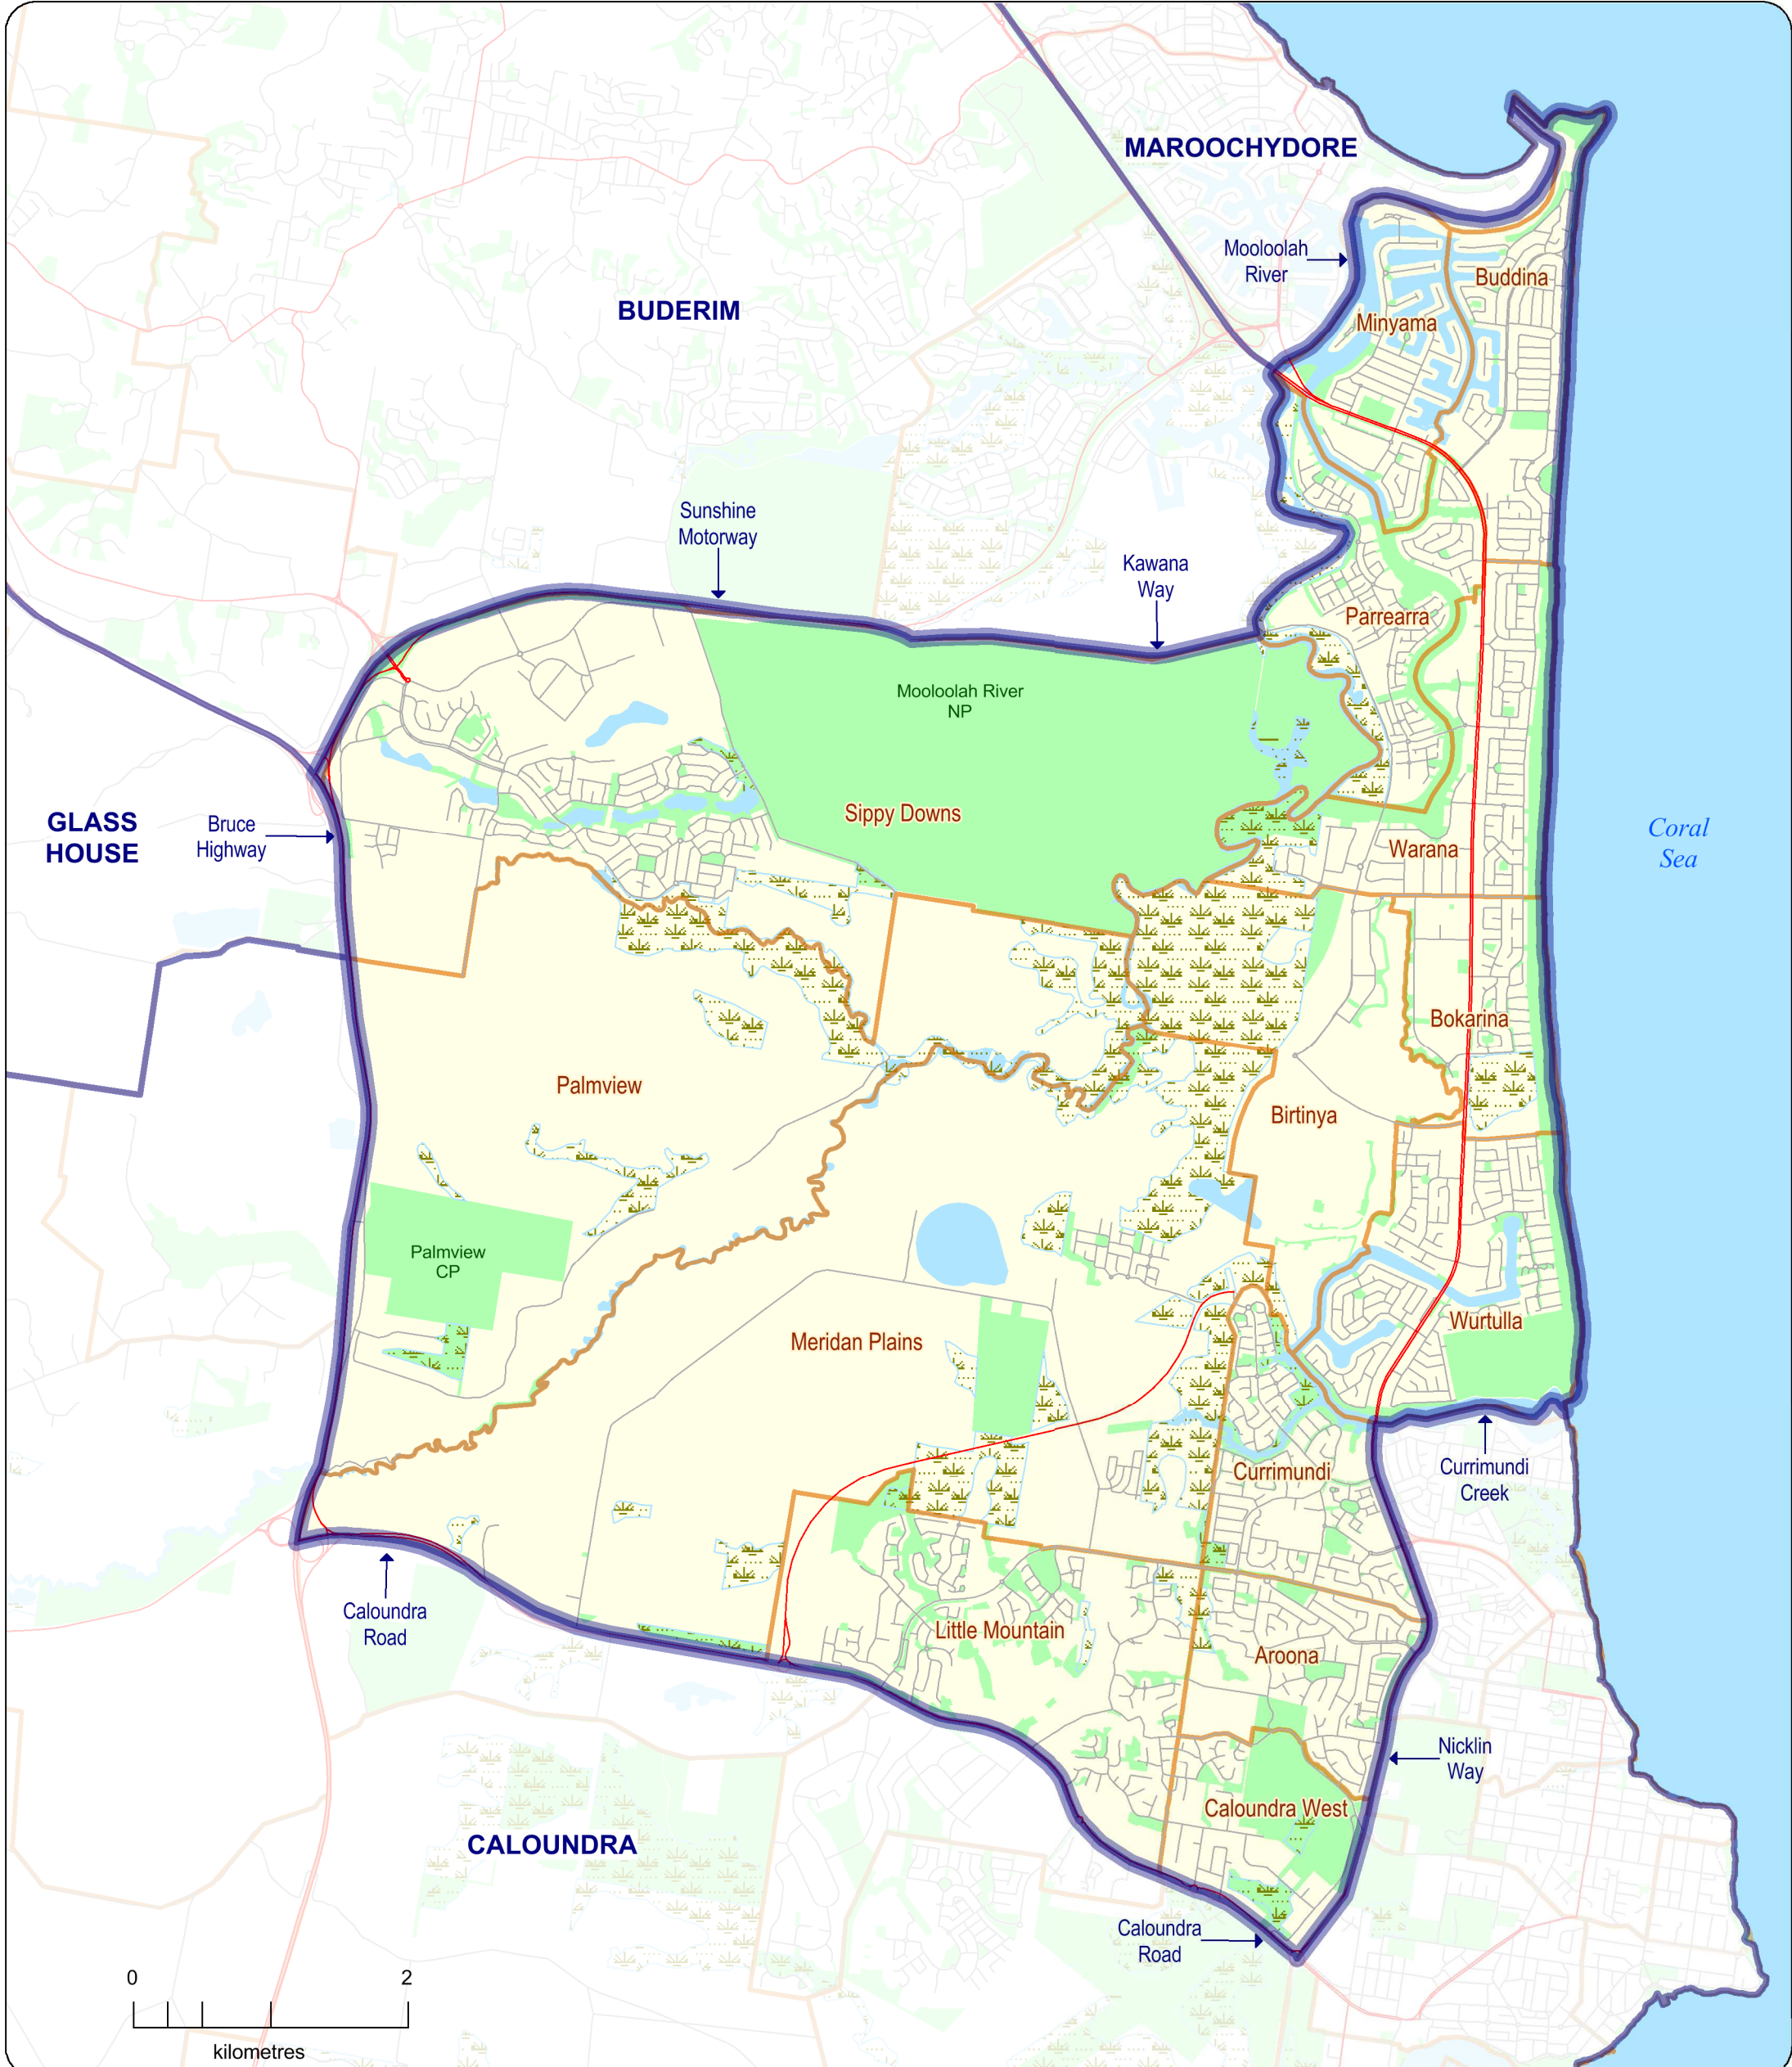 MAROOCHYDORE
Mooloolah
River
Buddina
BUDERIM
Minyama
Sunshine
Motorway
Kawana
Way
Parrearra
Mooloolah River
NP
Sippy Downs
GLASS
HOUSE
Bruce
Highway
Coral
Sea
Warana
Bokarina
Palmview
Birtinya
Palmview
CP
Meridan Plains
Wurtulla
Currimundi
Currimundi
Creek
Caloundra
Road
Little Mountain
Aroona
Nicklin
Way
Caloundra West
CALOUNDRA
Caloundra
Road
0 2
kilometres